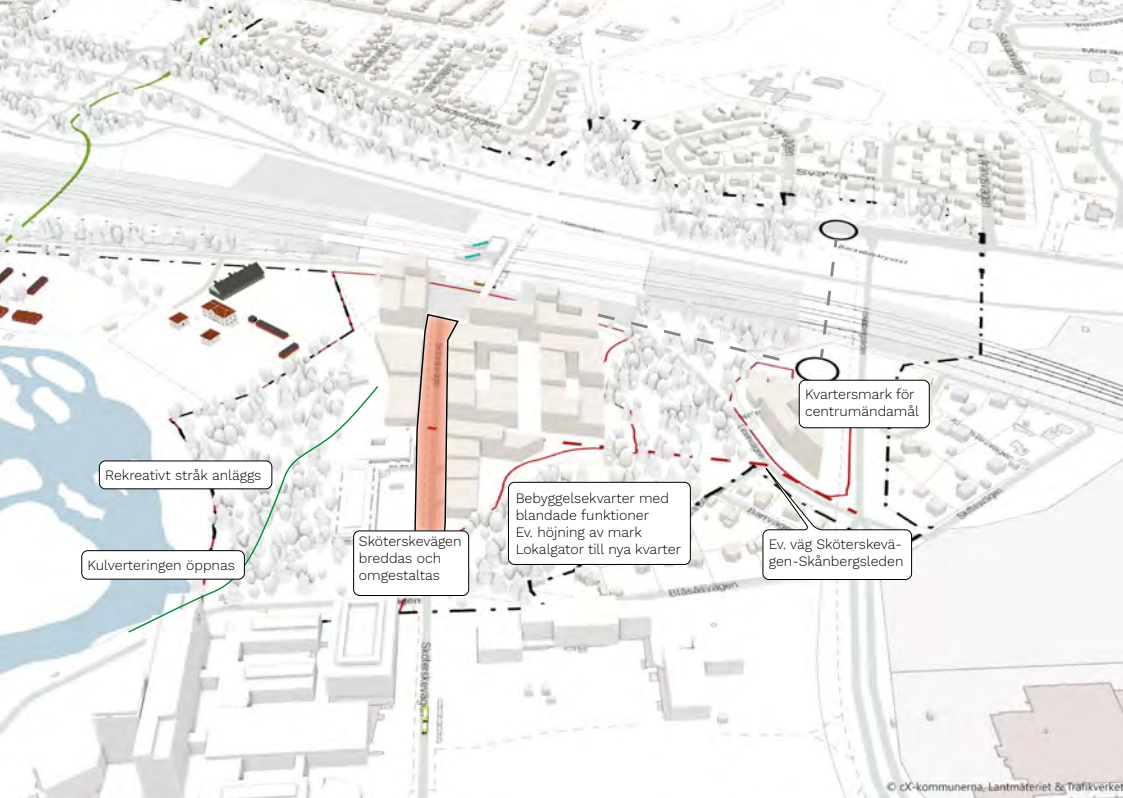 Kvartersmark för
centrumändamål
Rekreativt stråk anläggs
Bebyggelsekvarter med
blandade funktioner
Ev. höjning av mark
Lokalgator till nya kvarter
Sköterskevägen
breddas och
omgestaltas
Ev. väg Sköterskevä-
gen-Skånbergsleden
Kulverteringen öppnas
Blåsåsvägen
Sköterskevägen
© cX-kommunerna, Lantmäteriet & Trafikverket